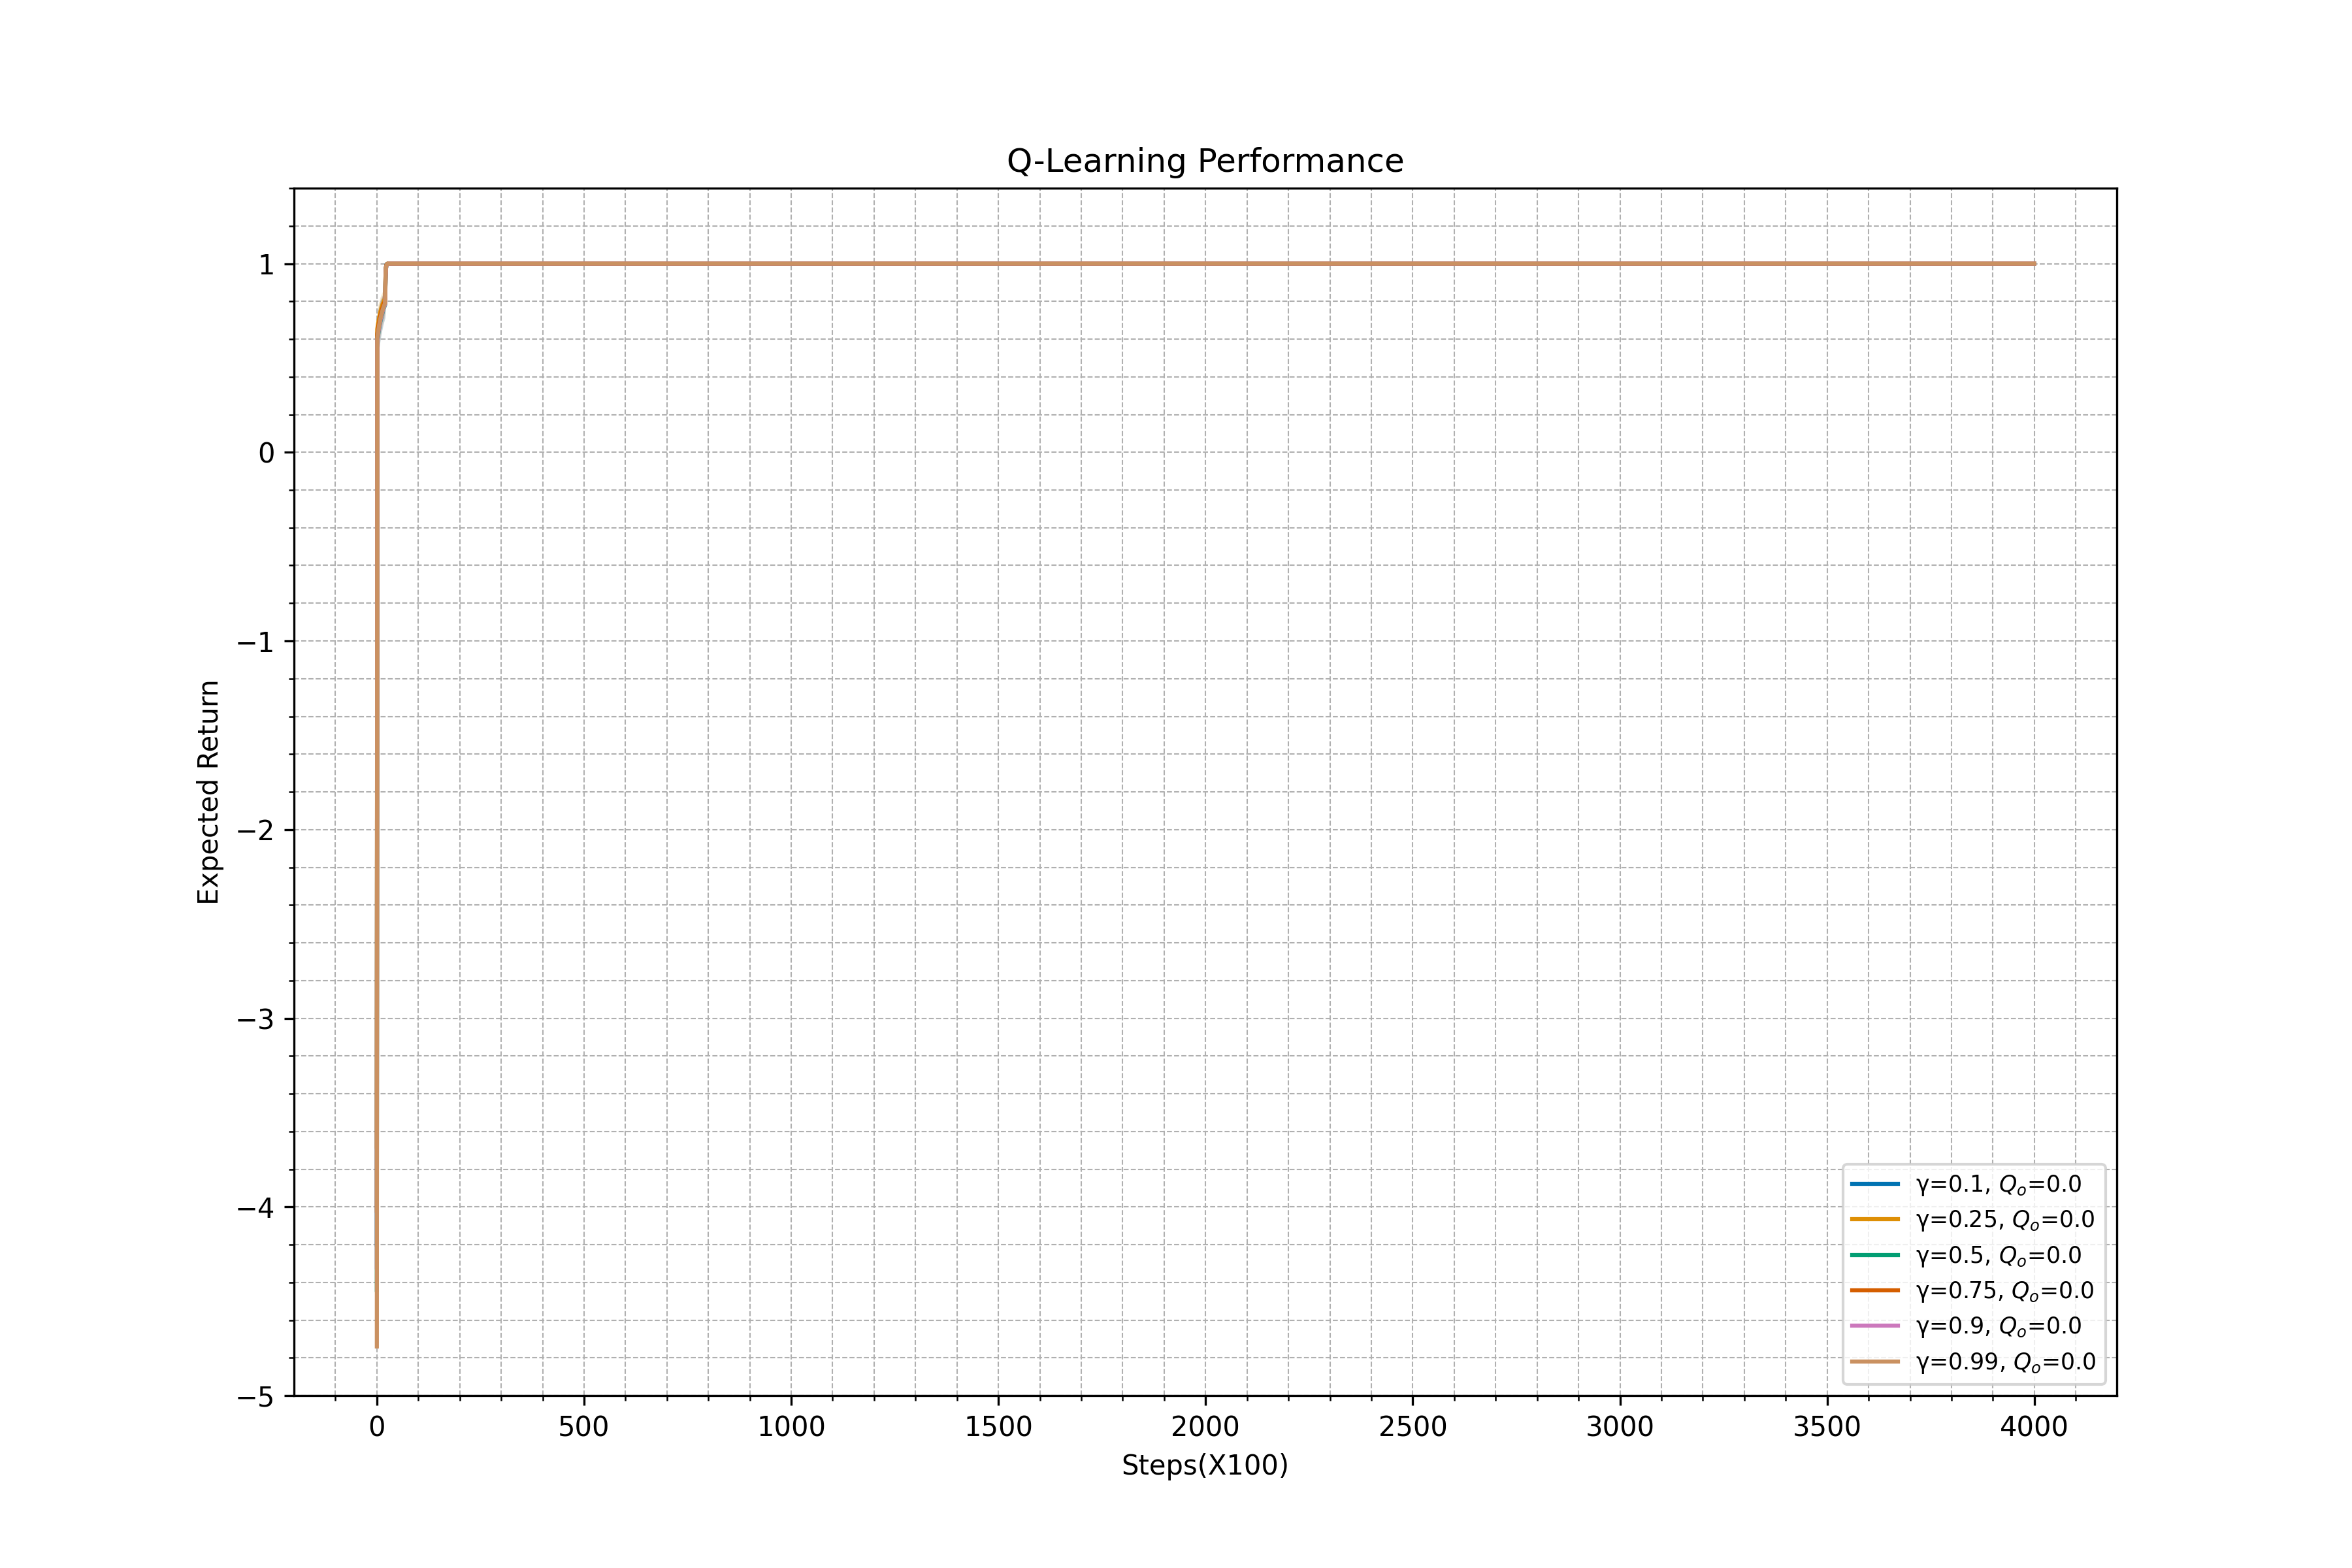 Q-Learning Performance
Expected Return
1
0
−1
−2
−3
−4
−5
0 500 1000 1500 2000 2500 3000 3500 4000
Steps(X100)
γ=0.1, Qₒ=0.0
γ=0.25, Qₒ=0.0
γ=0.5, Qₒ=0.0
γ=0.75, Qₒ=0.0
γ=0.9, Qₒ=0.0
γ=0.99, Qₒ=0.0